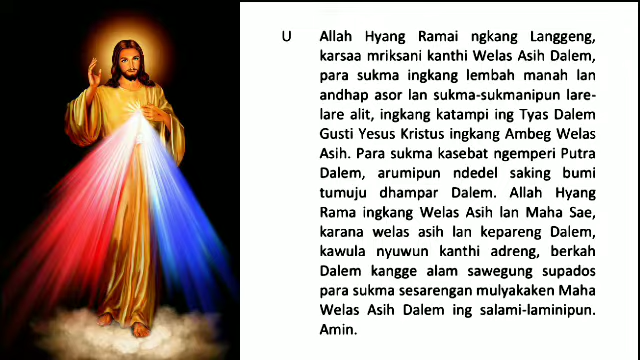 U Allah Hyang Ramai ngkang Langgeng,
karsaa mriksani kanthi Welas Asih Dalem,
para sukma ingkang lembah manah lan
andhap asor lan sukma-sukmanipun lare-
lare alit, ingkang katampi ing Tyas Dalem
Gusti Yesus Kristus ingkang Ambeg Welas
Asih. Para sukma kasebat ngemperi Putra
Dalem, arumipun ndedel saking bumi
tumuju dhampar Dalem. Allah Hyang
Rama ingkang Welas Asih lan Maha Sae,
karana welas asih lan kepareng Dalem,
kawula nyuwun kanthi adreng, berkah
Dalem kangge alam sawegung supados
para sukma sesarengan mulyakaken Maha
Welas Asih Dalem ing salami-laminipun.
Amin.